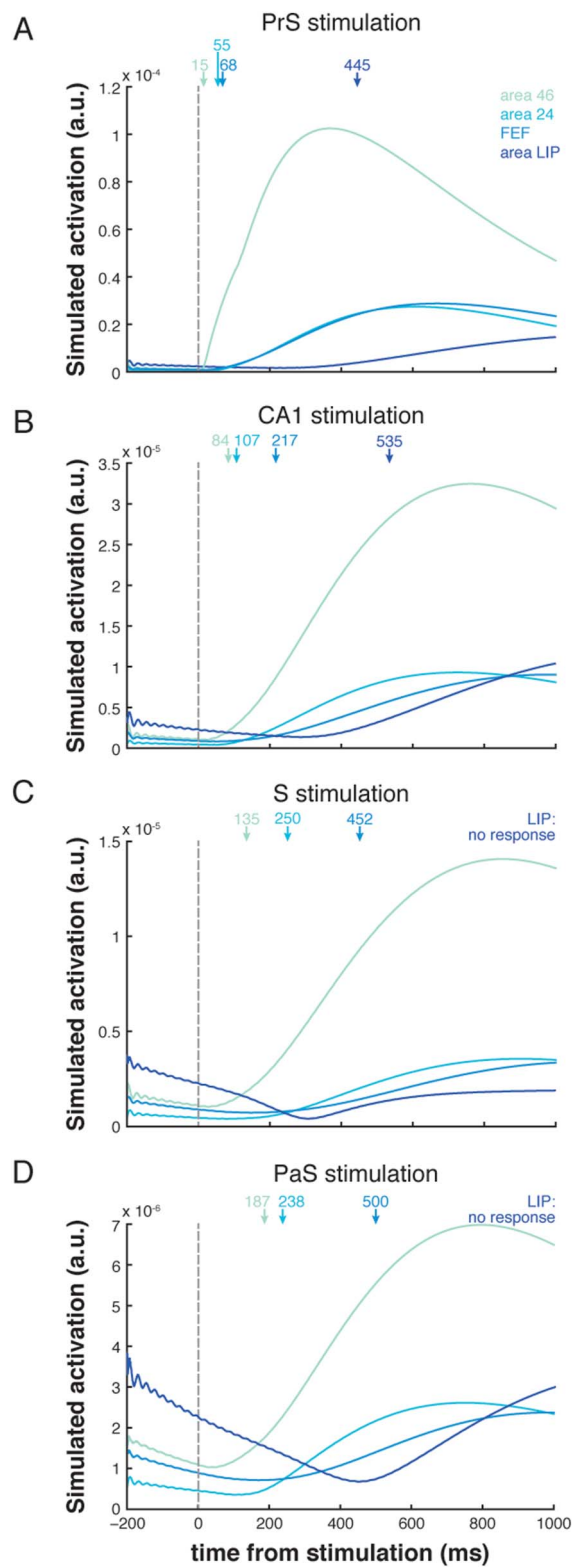 A
PrS stimulation
55
15 68 445
x 10-4
Simulated activation (a.u.)
1.2
1
0.8
0.6
0.4
0.2
0
area 46
area 24
FEF
area LIP
B
CA1 stimulation
84 107 217 535
x 10-5
Simulated activation (a.u.)
3.5
3
2.5
2
1.5
1
0.5
0
C
S stimulation
135 250 452
LIP:
no response
x 10-5
Simulated activation (a.u.)
1.5
1
0.5
0
D
PaS stimulation
187 238 500
LIP:
no response
x 10-6
Simulated activation (a.u.)
7
6
5
4
3
2
1
0
−200 0 200 400 600 800 1000
time from stimulation (ms)